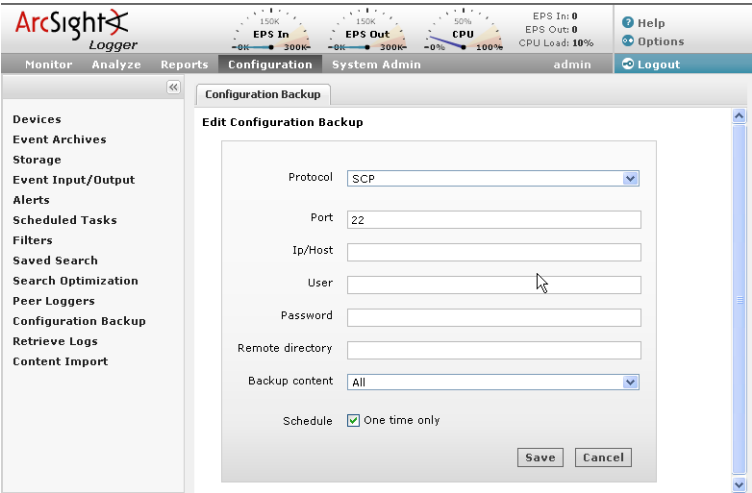 ArcSight
Logger
150K
EPS In
0K 300K
150K
EPS Out
0K 300K
50%
CPU
0% 100%
EPS In: 0
EPS Out: 0
CPU Load: 10%
Help
Options
Monitor Analyze Reports Configuration System Admin admin Logout
Devices
Event Archives
Storage
Event Input/Output
Alerts
Scheduled Tasks
Filters
Saved Search
Search Optimization
Peer Loggers
Configuration Backup
Retrieve Logs
Content Import
Configuration Backup
Edit Configuration Backup
Protocol SCP
Port 22
Ip/Host
User
Password
Remote directory
Backup content All
Schedule One time only
Save Cancel